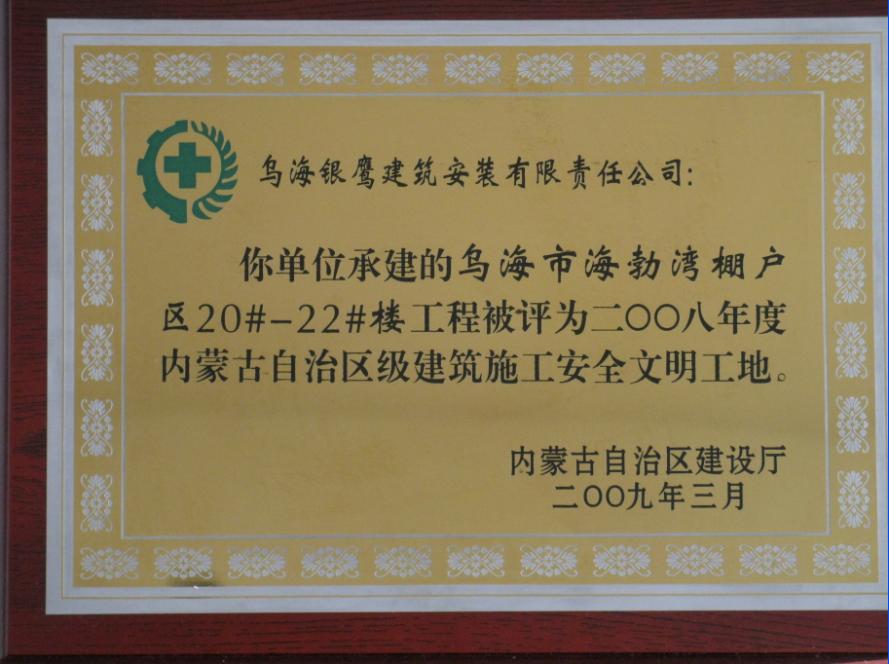 乌海银鹰建筑安装有限责任公司:
你单位承建的乌海市海勃湾棚户
区20#-22#楼工程被评为二〇〇八年度
内蒙古自治区级建筑施工安全文明工地。
内蒙古自治区建设厅
二〇〇九年三月